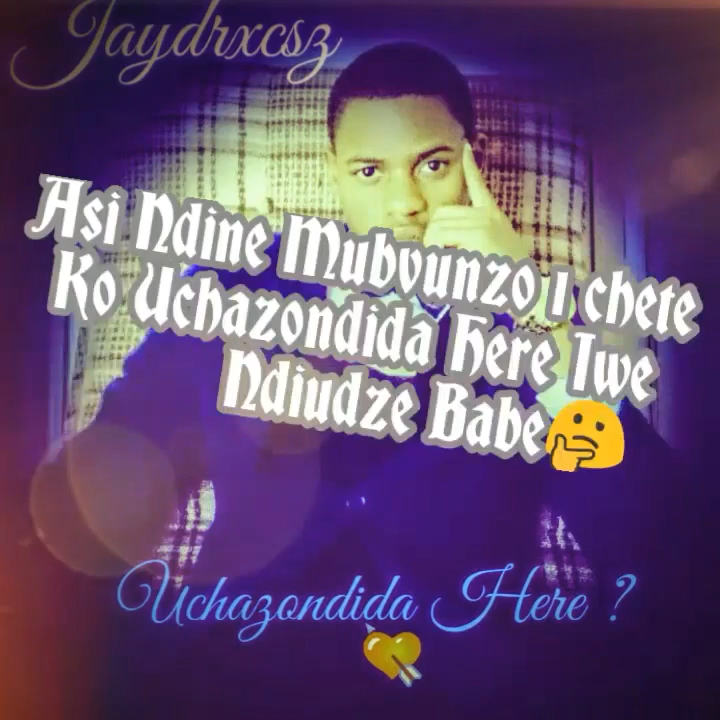 Jaydrxcsz
Asi Ndine Mubvunzo 1 chete
Ko Uchazondida Here Iwe
Ndiudze Babe🤔
Uchazondida Here ?
💘